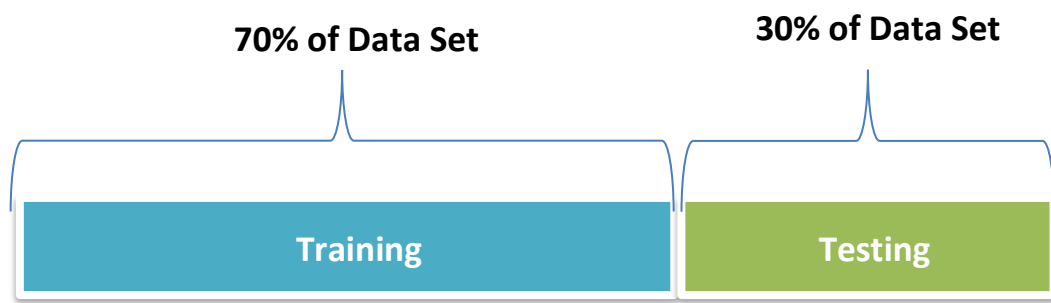 70% of Data Set
30% of Data Set
Training
Testing